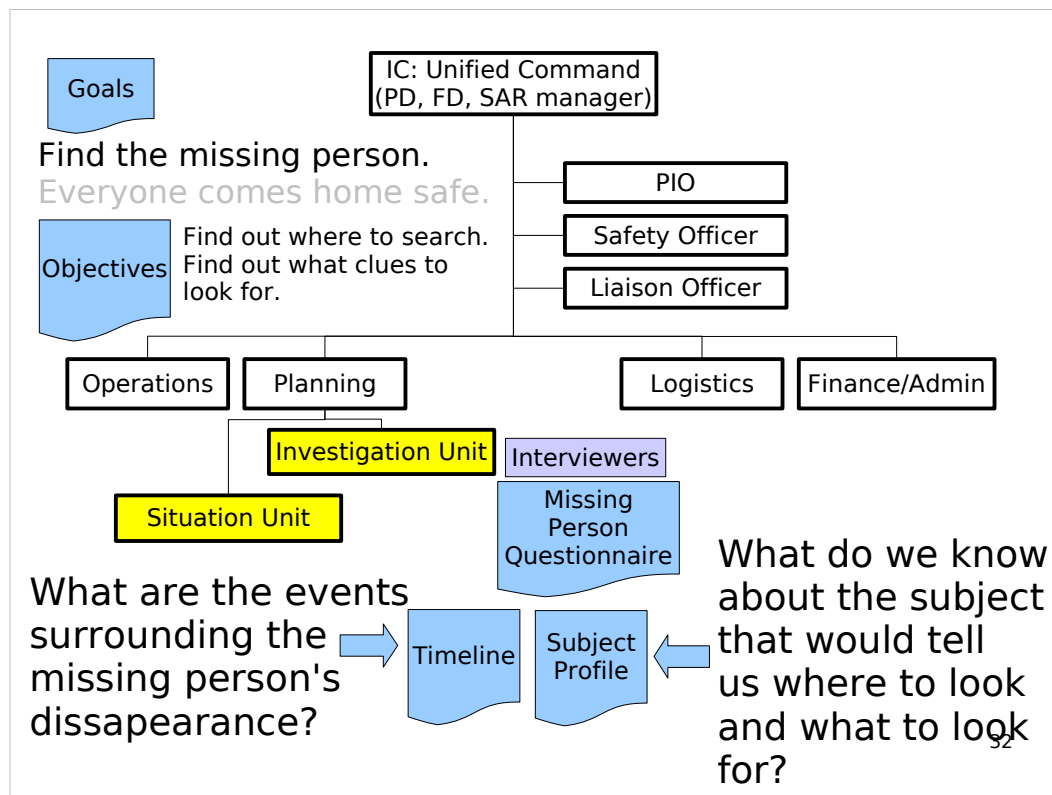 Goals
IC: Unified Command
(PD, FD, SAR manager)
Find the missing person.
Everyone comes home safe.
PIO
Safety Officer
Liaison Officer
Objectives
Find out where to search.
Find out what clues to
look for.
Operations
Planning
Logistics
Finance/Admin
Investigation Unit
Interviewers
Situation Unit
Missing
Person
Questionnaire
What are the events
surrounding the
missing person's
dissapearance?
Timeline
Subject
Profile
What do we know
about the subject
that would tell
us where to look
and what to look
for?
32